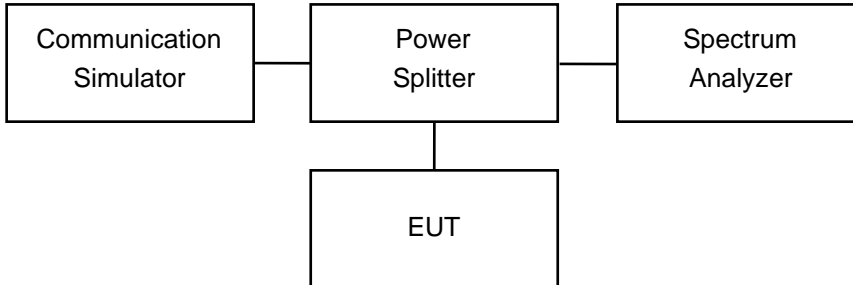 Communication
Simulator
Power
Splitter
Spectrum
Analyzer
EUT